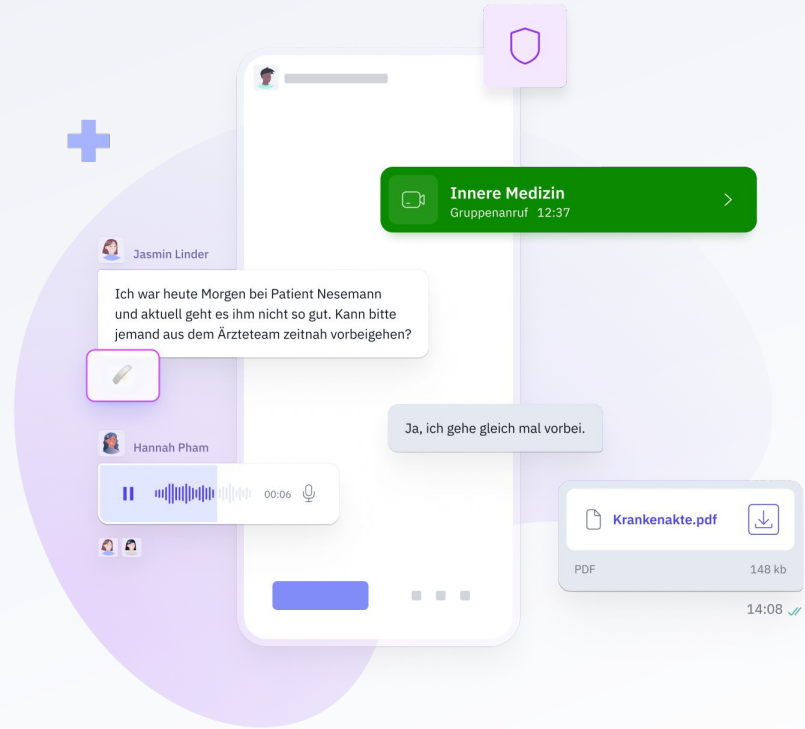 Innere Medizin
Gruppenanruf 12:37
Jasmin Linder
Ich war heute Morgen bei Patient Nesemann
und aktuell geht es ihm nicht so gut. Kann bitte
jemand aus dem Ärzteteam zeitnah vorbeigehen?
Ja, ich gehe gleich mal vorbei.
Hannah Pham
00:06
Krankenakte.pdf
PDF 148 kb
14:08